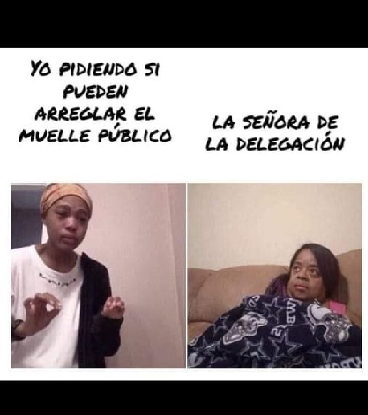 YO PIDIENDO SI
PUEDEN
ARREGLAR EL
MUELLE PÚBLICO
LA SEÑORA DE
LA DELEGACIÓN